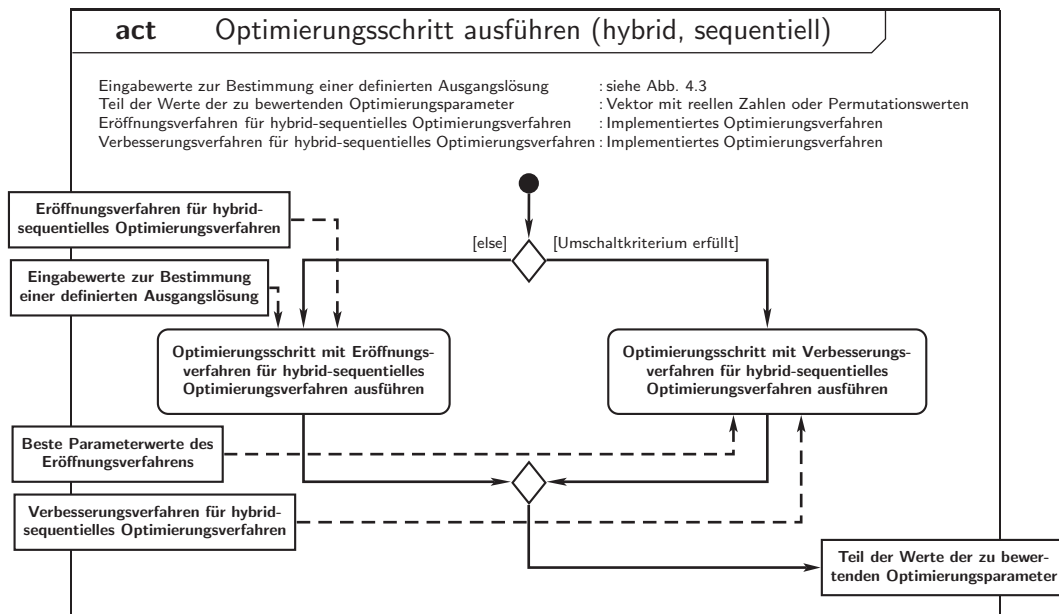 act Optimierungsschritt ausführen (hybrid, sequentiell)
Eingabewerte zur Bestimmung einer definierten Ausgangslösung : siehe Abb. 4.3
Teil der Werte der zu bewertenden Optimierungsparameter : Vektor mit reellen Zahlen oder Permutationswerten
Eröffnungsverfahren für hybrid-sequentielles Optimierungsverfahren : Implementiertes Optimierungsverfahren
Verbesserungsverfahren für hybrid-sequentielles Optimierungsverfahren : Implementiertes Optimierungsverfahren
Eröffnungsverfahren für hybrid-
sequentielles Optimierungsverfahren
[else] [Umschaltkriterium erfüllt]
Eingabewerte zur Bestimmung
einer definierten Ausgangslösung
Optimierungsschritt mit Eröffnungs-
verfahren für hybrid-sequentielles
Optimierungsverfahren ausführen
Optimierungsschritt mit Verbesserungs-
verfahren für hybrid-sequentielles
Optimierungsverfahren ausführen
Beste Parameterwerte des
Eröffnungsverfahrens
Verbesserungsverfahren für hybrid-
sequentielles Optimierungsverfahren
Teil der Werte der zu bewer-
tenden Optimierungsparameter